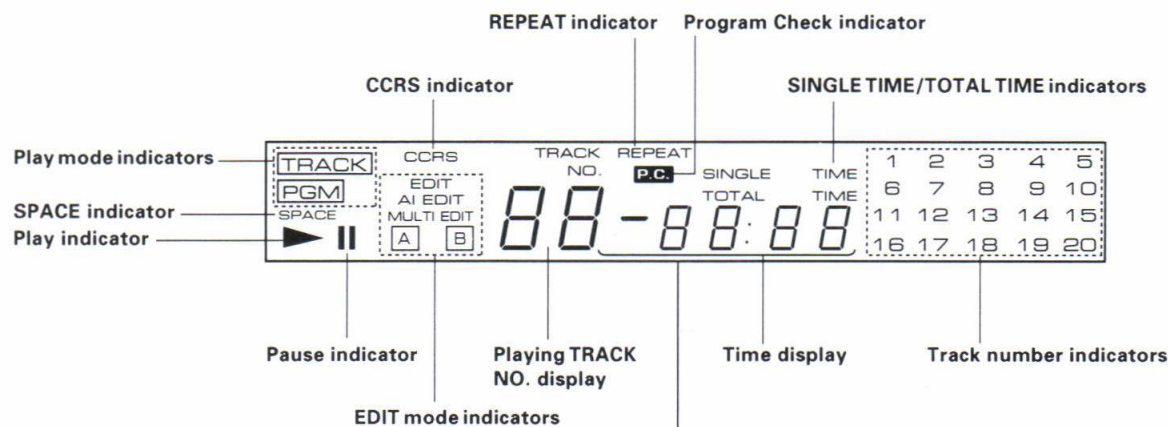 REPEAT indicator
Program Check indicator
CCRS indicator
SINGLE TIME/TOTAL TIME indicators
Play mode indicators
SPACE indicator
Play indicator
TRACK
PGM
SPACE
CCRS
EDIT
AI EDIT
MULTI EDIT
A B
TRACK NO.
REPEAT
P.C.
SINGLE TIME
TOTAL TIME
88 -88:88
1 2 3 4 5
6 7 8 9 10
11 12 13 14 15
16 17 18 19 20
Pause indicator
Playing TRACK
NO. display
Time display
Track number indicators
EDIT mode indicators